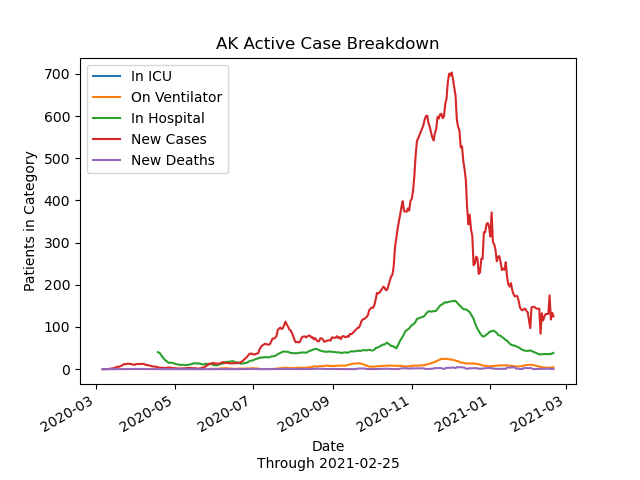 AK Active Case Breakdown
In ICU
On Ventilator
In Hospital
New Cases
New Deaths
Patients in Category
700
600
500
400
300
200
100
0
2020-03
2020-05
2020-07
2020-09
2020-11
2021-01
2021-03
Date
Through 2021-02-25